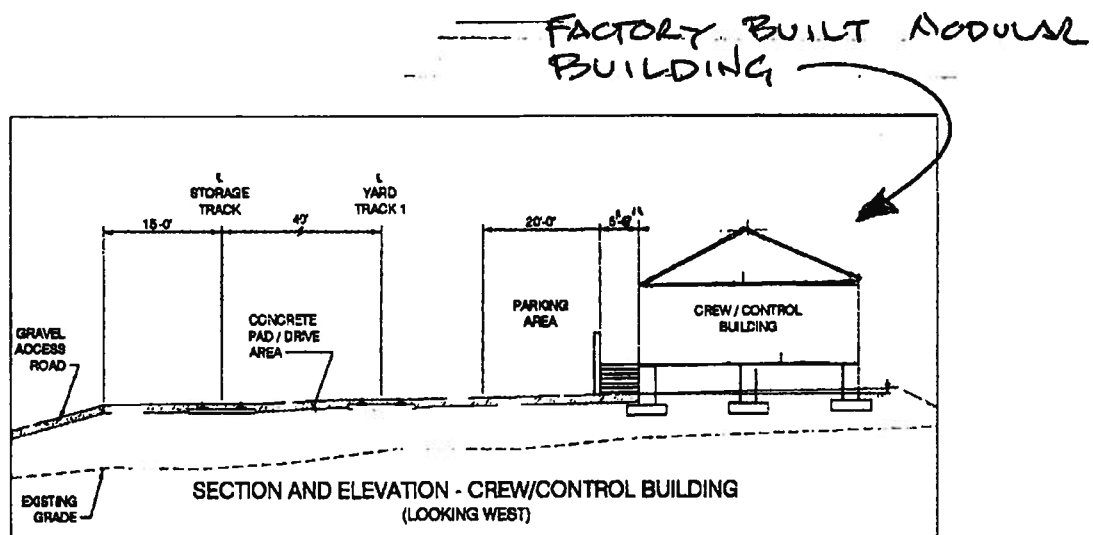 FACTORY BUILT MODULAR
BUILDING
℄
STORAGE
TRACK
℄
YARD
TRACK 1
15'-0"
20'-0"
PARKING
AREA
CREW / CONTROL
BUILDING
GRAVEL
ACCESS
ROAD
CONCRETE
PAD / DRIVE
AREA
EXISTING
GRADE
SECTION AND ELEVATION - CREW/CONTROL BUILDING
(LOOKING WEST)